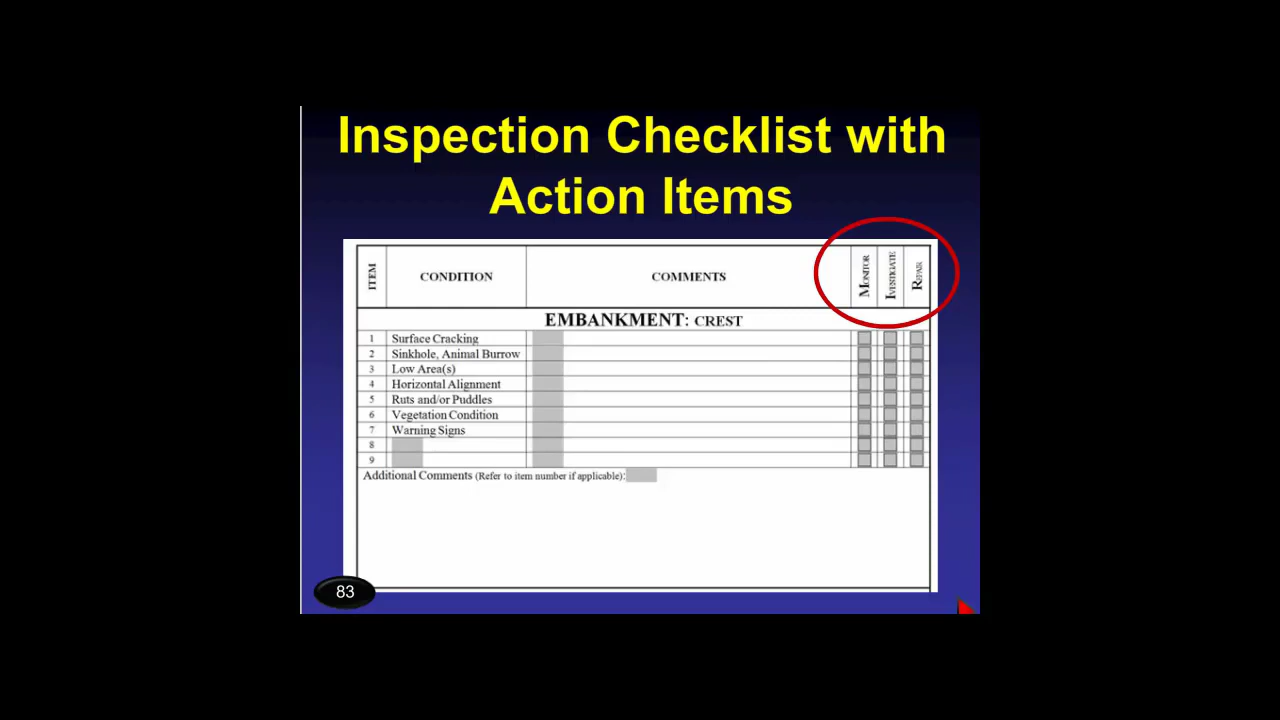 Inspection Checklist with
Action Items
ITEM CONDITION COMMENTS MONITOR IVESTIGATE REPAIR
EMBANKMENT: CREST
1 Surface Cracking
2 Sinkhole, Animal Burrow
3 Low Area(s)
4 Horizontal Alignment
5 Ruts and/or Puddles
6 Vegetation Condition
7 Warning Signs
8
9
Additional Comments (Refer to item number if applicable):
83